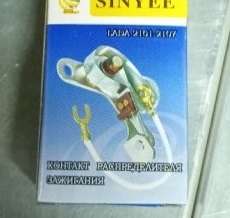 SINYEE
LADA 2101-2107
КОНТАКТ РАСПРЕДЕЛИТЕЛЯ
ЗАЖИГАНИЯ